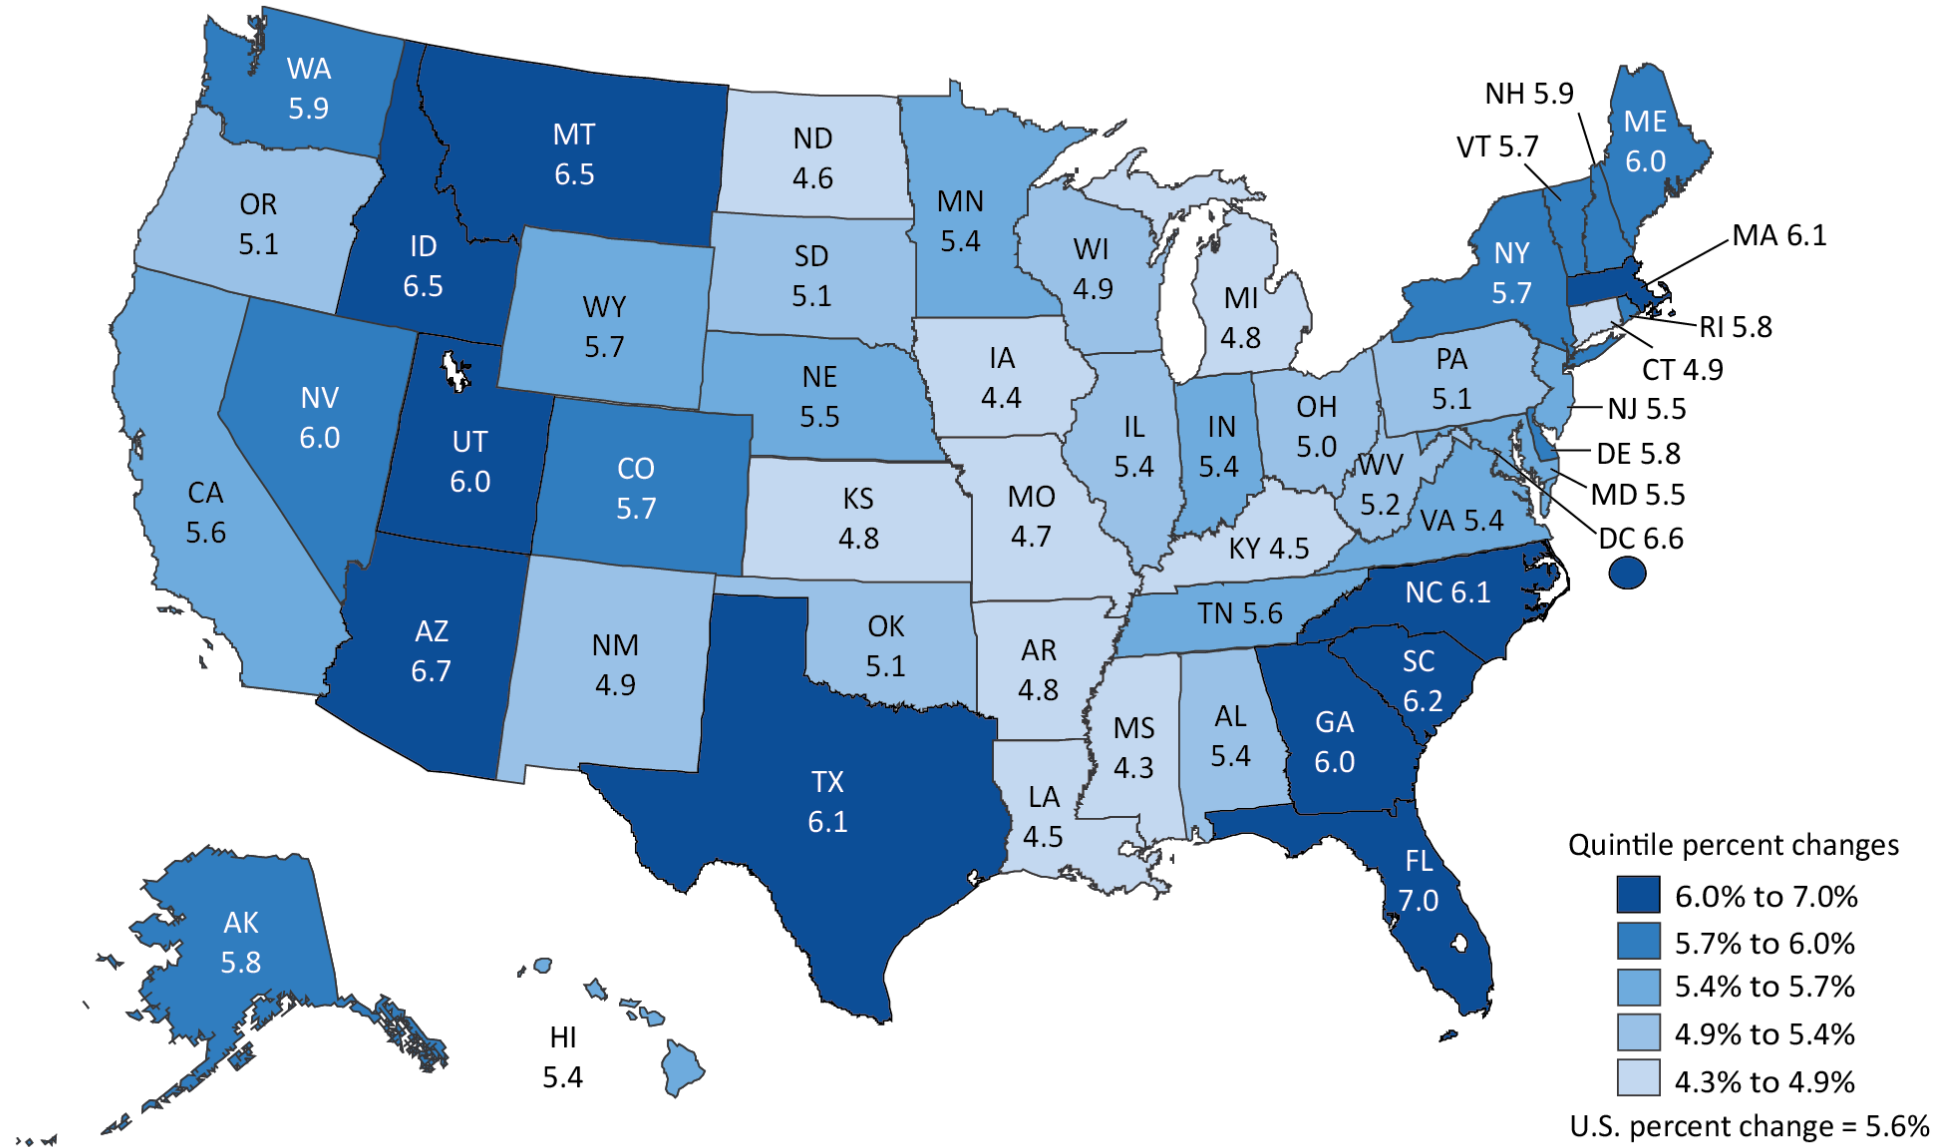 WA
5.9
OR
5.1
CA
5.6
NV
6.0
ID
6.5
MT
6.5
WY
5.7
UT
6.0
CO
5.7
AZ
6.7
NM
4.9
ND
4.6
SD
5.1
NE
5.5
KS
4.8
OK
5.1
TX
6.1
MN
5.4
IA
4.4
MO
4.7
AR
4.8
LA
4.5
WI
4.9
IL
5.4
MI
4.8
IN
5.4
OH
5.0
KY 4.5
TN 5.6
MS
4.3
AL
5.4
GA
6.0
FL
7.0
SC
6.2
NC 6.1
VA 5.4
WV
5.2
PA
5.1
NY
5.7
VT 5.7
NH 5.9
ME
6.0
MA 6.1
RI 5.8
CT 4.9
NJ 5.5
DE 5.8
MD 5.5
DC 6.6
AK
5.8
HI
5.4
Quintile percent changes
6.0% to 7.0%
5.7% to 6.0%
5.4% to 5.7%
4.9% to 5.4%
4.3% to 4.9%
U.S. percent change = 5.6%